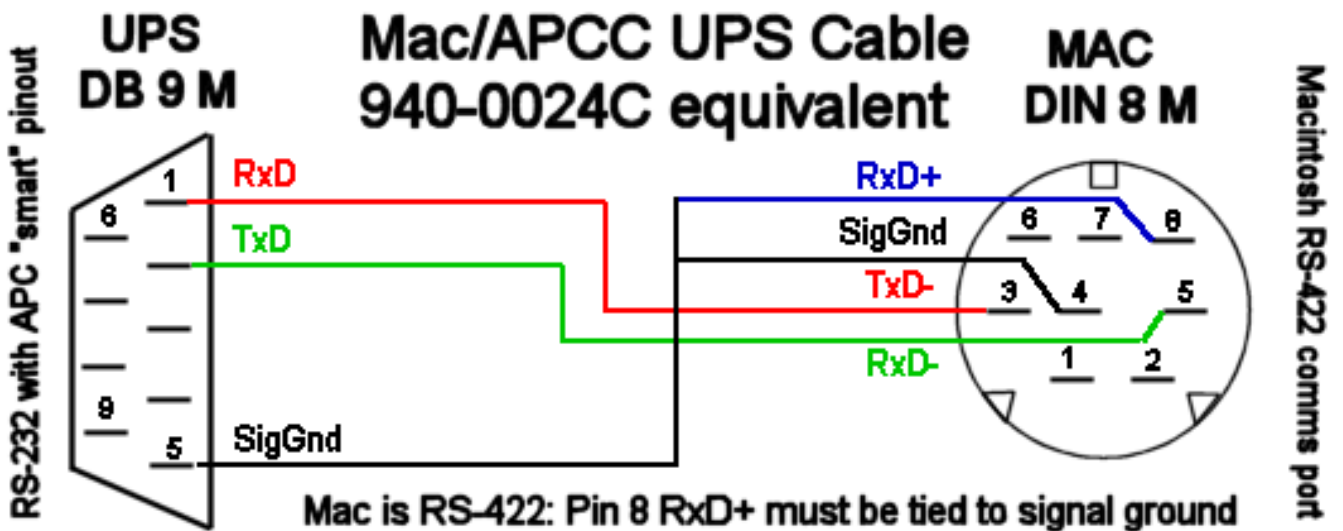 UPS
DB 9 M
Mac/APCC UPS Cable
940-0024C equivalent
MAC
DIN 8 M
RS-232 with APC "smart" pinout
Macintosh RS-422 comms port
1
6
9
5
RxD
TxD
SigGnd
RxD+
SigGnd
TxD-
RxD-
6 7 8
3 4 5
1 2
Mac is RS-422: Pin 8 RxD+ must be tied to signal ground